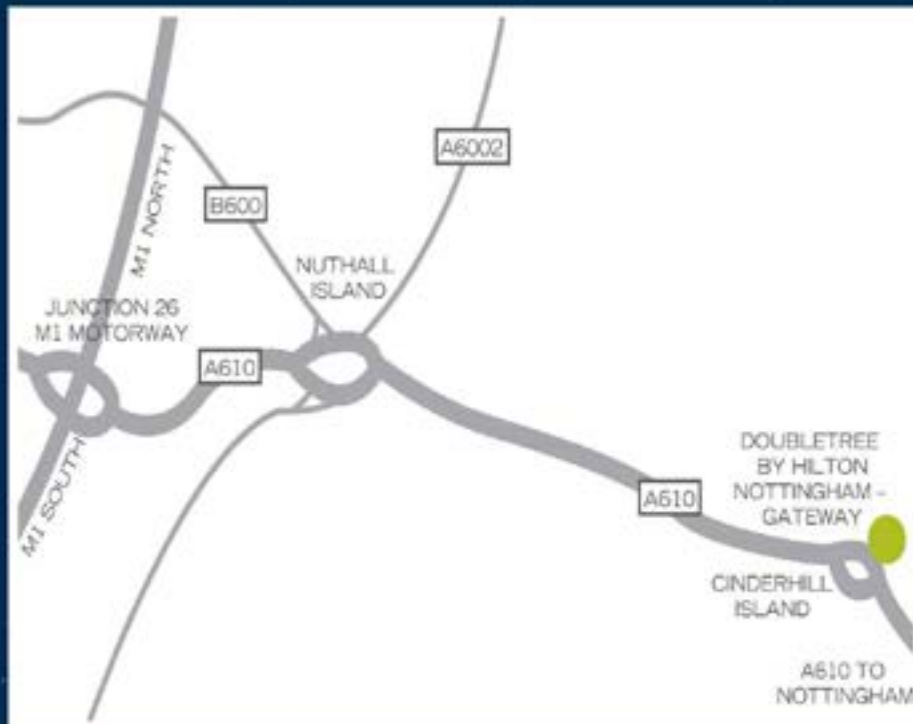 A6002
B600
M1 NORTH
NUTHALL
ISLAND
JUNCTION 26
M1 MOTORWAY
A610
M1 SOUTH
DOUBLETREE
BY HILTON
NOTTINGHAM -
GATEWAY
A610
CINDERHILL
ISLAND
A610 TO
NOTTINGHAM